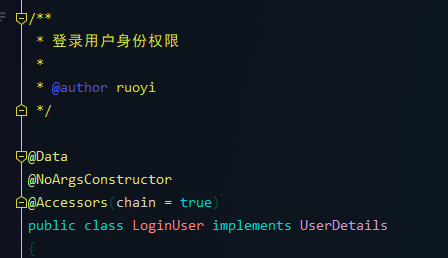 /**
* 登录用户身份权限
*
* @author ruoyi
*/
@Data
@NoArgsConstructor
@Accessors(chain = true)
public class LoginUser implements UserDetails
{